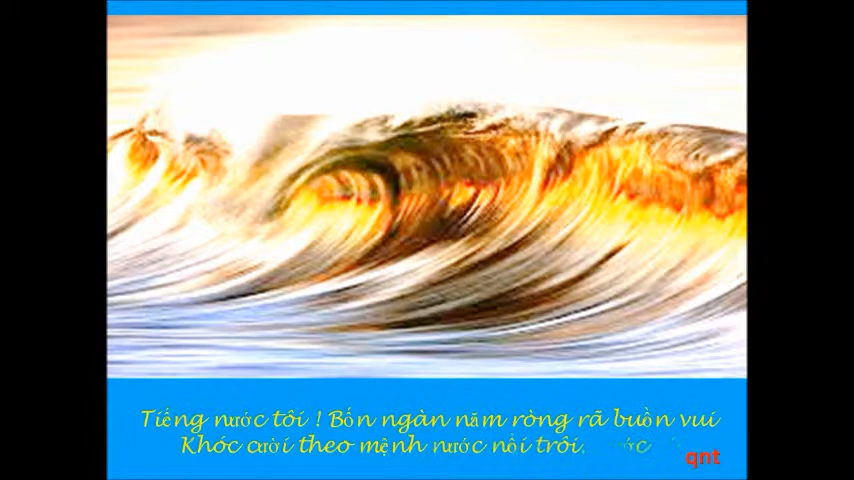 Tiếng nước tôi ! Bốn ngàn năm ròng rã buồn vui
Khóc cười theo mệnh nước nổi trôi,
qnt